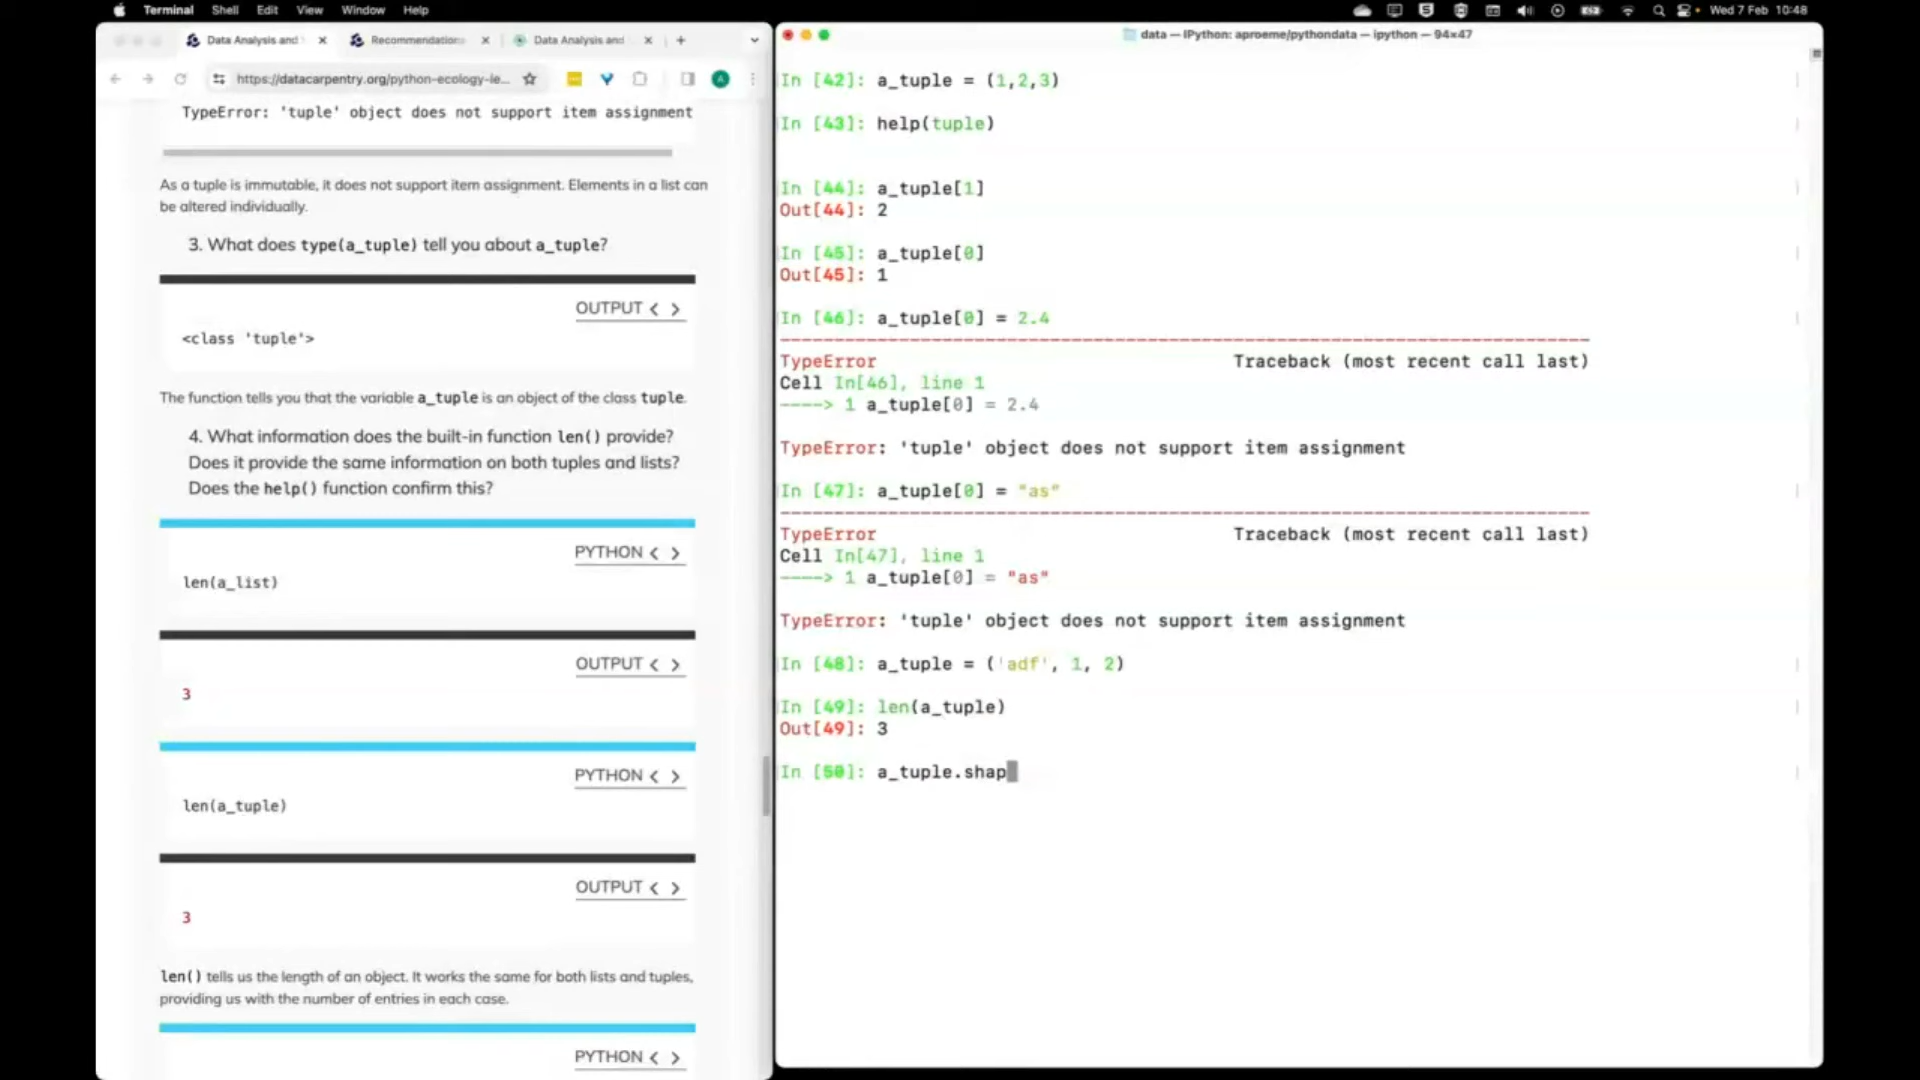 Terminal Shell Edit View Window Help
Wed 7 Feb 10:48
Data Analysis and
Recommendation
Data Analysis and
https://datacarpentry.org/python-ecology-le...
A
TypeError: 'tuple' object does not support item assignment
As a tuple is immutable, it does not support item assignment. Elements in a list can
be altered individually.
3. What does type(a_tuple) tell you about a_tuple?
OUTPUT < >
<class 'tuple'>
The function tells you that the variable a_tuple is an object of the class tuple.
4. What information does the built-in function len() provide?
Does it provide the same information on both tuples and lists?
Does the help() function confirm this?
PYTHON < >
len(a_list)
OUTPUT < >
3
PYTHON < >
len(a_tuple)
OUTPUT < >
3
len() tells us the length of an object. It works the same for both lists and tuples,
providing us with the number of entries in each case.
PYTHON < >
data — IPython: aproeme/pythondata — ipython — 94×47
In [42]: a_tuple = (1,2,3)
In [43]: help(tuple)
In [44]: a_tuple[1]
Out[44]: 2
In [45]: a_tuple[0]
Out[45]: 1
In [46]: a_tuple[0] = 2.4
---------------------------------------------------------------------------
TypeError                                 Traceback (most recent call last)
Cell In[46], line 1
----> 1 a_tuple[0] = 2.4
TypeError: 'tuple' object does not support item assignment
In [47]: a_tuple[0] = "as"
---------------------------------------------------------------------------
TypeError                                 Traceback (most recent call last)
Cell In[47], line 1
----> 1 a_tuple[0] = "as"
TypeError: 'tuple' object does not support item assignment
In [48]: a_tuple = ('adf', 1, 2)
In [49]: len(a_tuple)
Out[49]: 3
In [50]: a_tuple.shap